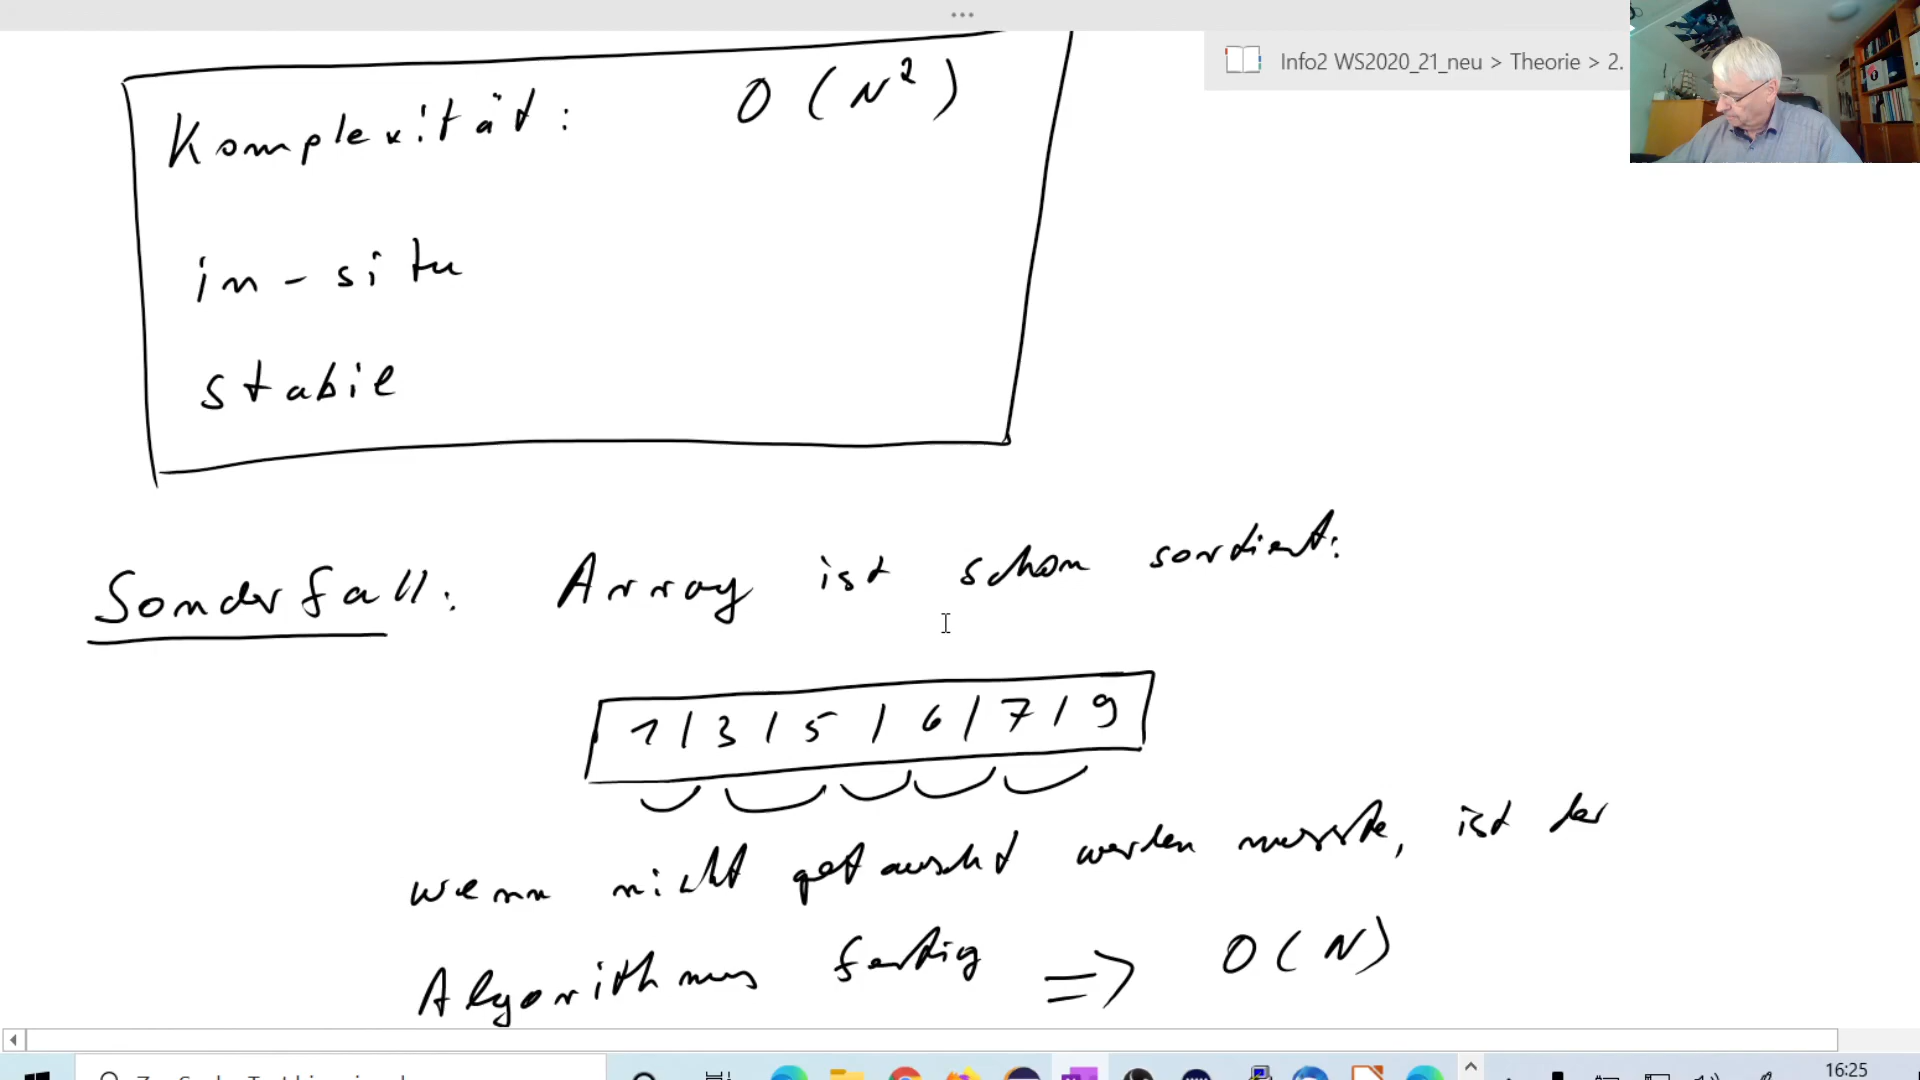 Info2 WS2020_21_neu > Theorie > 2.
Komplexität: O(N²)
in-situ
stabil
Sonderfall: Array ist schon sortiert:
1 | 3 | 5 | 6 | 7 | 9
wenn nicht getauscht werden musste, ist der
Algorithmus fertig => O(N)
16:25